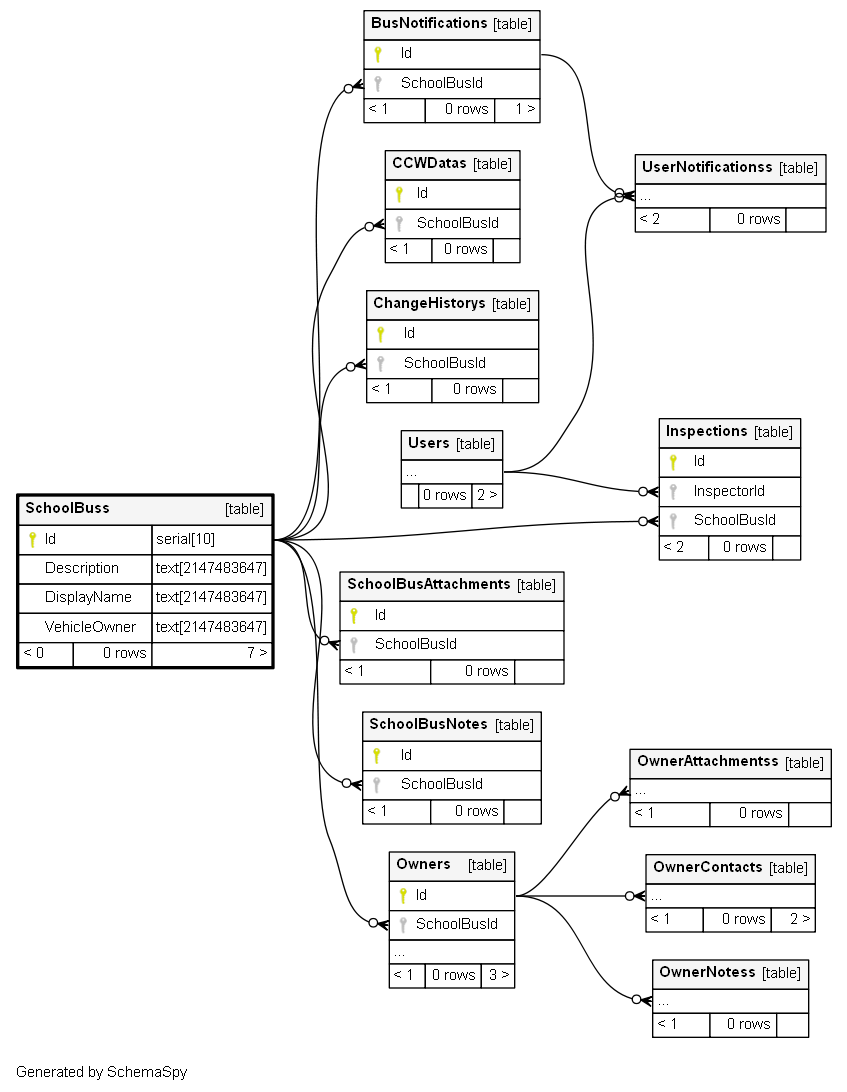 BusNotifications [table]
Id
SchoolBusId
< 1 0 rows 1 >
CCWDatas [table]
Id
SchoolBusId
< 1 0 rows
UserNotificationss [table]
...
< 2 0 rows
ChangeHistorys [table]
Id
SchoolBusId
< 1 0 rows
Users [table]
...
0 rows 2 >
Inspections [table]
Id
InspectorId
SchoolBusId
< 2 0 rows
SchoolBuss [table]
Id serial[10]
Description text[2147483647]
DisplayName text[2147483647]
VehicleOwner text[2147483647]
< 0 0 rows 7 >
SchoolBusAttachments [table]
Id
SchoolBusId
< 1 0 rows
SchoolBusNotes [table]
Id
SchoolBusId
< 1 0 rows
OwnerAttachmentss [table]
...
< 1 0 rows
Owners [table]
Id
SchoolBusId
...
< 1 0 rows 3 >
OwnerContacts [table]
...
< 1 0 rows 2 >
OwnerNotess [table]
...
< 1 0 rows
Generated by SchemaSpy